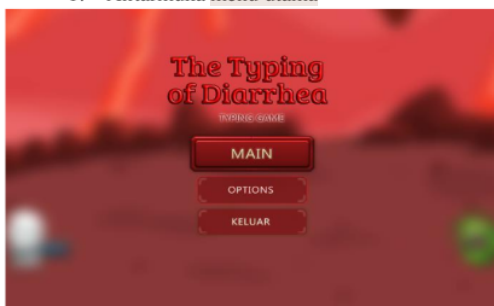 The Typing
of Diarrhea
TYPING GAME
MAIN
OPTIONS
KELUAR